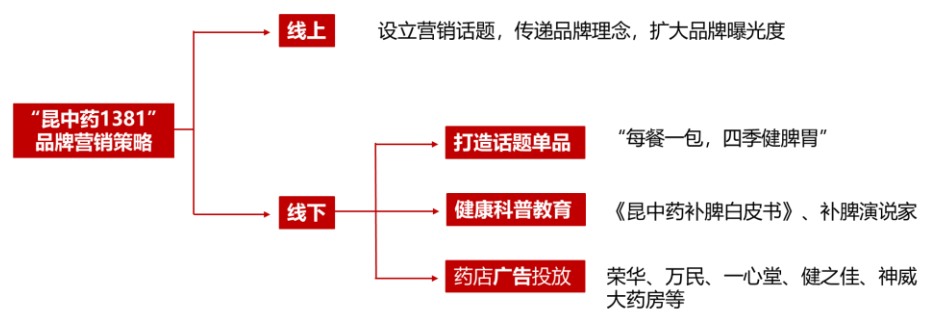 线上
设立营销话题，传递品牌理念，扩大品牌曝光度
“昆中药1381”
品牌营销策略
线下
打造话题单品
“每餐一包，四季健脾胃”
健康科普教育
《昆中药补脾白皮书》、补脾演说家
药店广告投放
荣华、万民、一心堂、健之佳、神威
大药房等